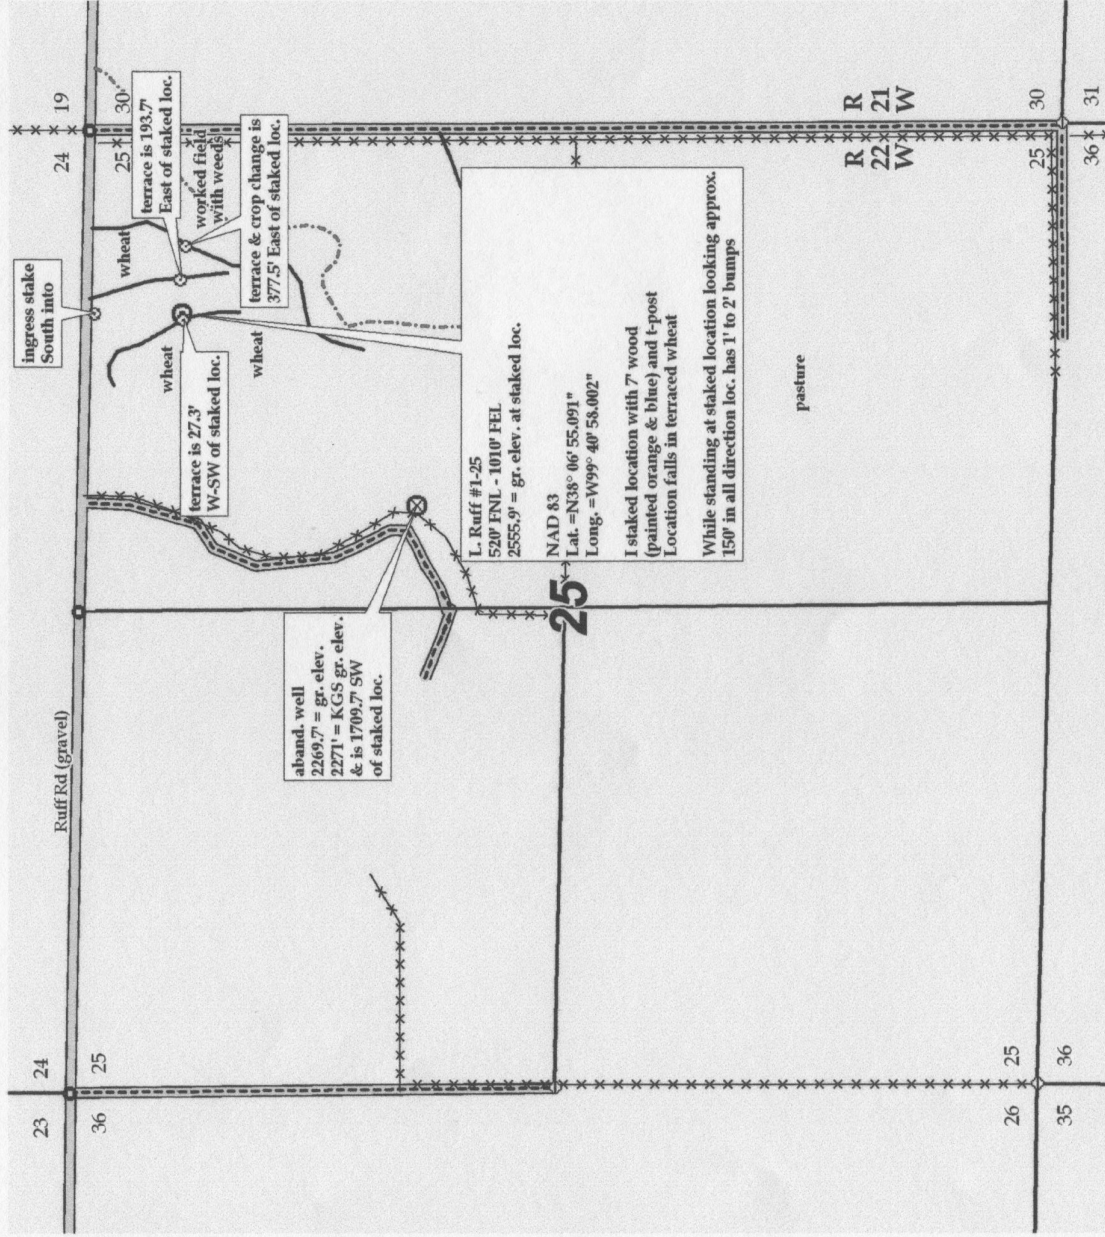 23
24
36
25
Ruff Rd (gravel)
ingress stake
South into
24
19
25
30
wheat
terrace is 193.7'
East of staked loc.
worked field
with weeds
terrace & crop change is
377.5' East of staked loc.
wheat
terrace is 27.3'
W-SW of staked loc.
wheat
aband. well
2269.7' = gr. elev.
2271' = KGS gr. elev.
& is 1709.7' SW
of staked loc.
L. Ruff #1-25
520' FNL - 1010' FEL
2555.9' = gr. elev. at staked loc.
NAD 83
Lat. =N38° 06' 55.091"
Long. =W99° 40' 58.002"
I staked location with 7' wood
(painted orange & blue) and t-post
Location falls in terraced wheat
While standing at staked location looking approx.
150' in all direction loc. has 1' to 2' bumps
25
pasture
R R
22 21
W W
26
25
35
36
25
30
36
31